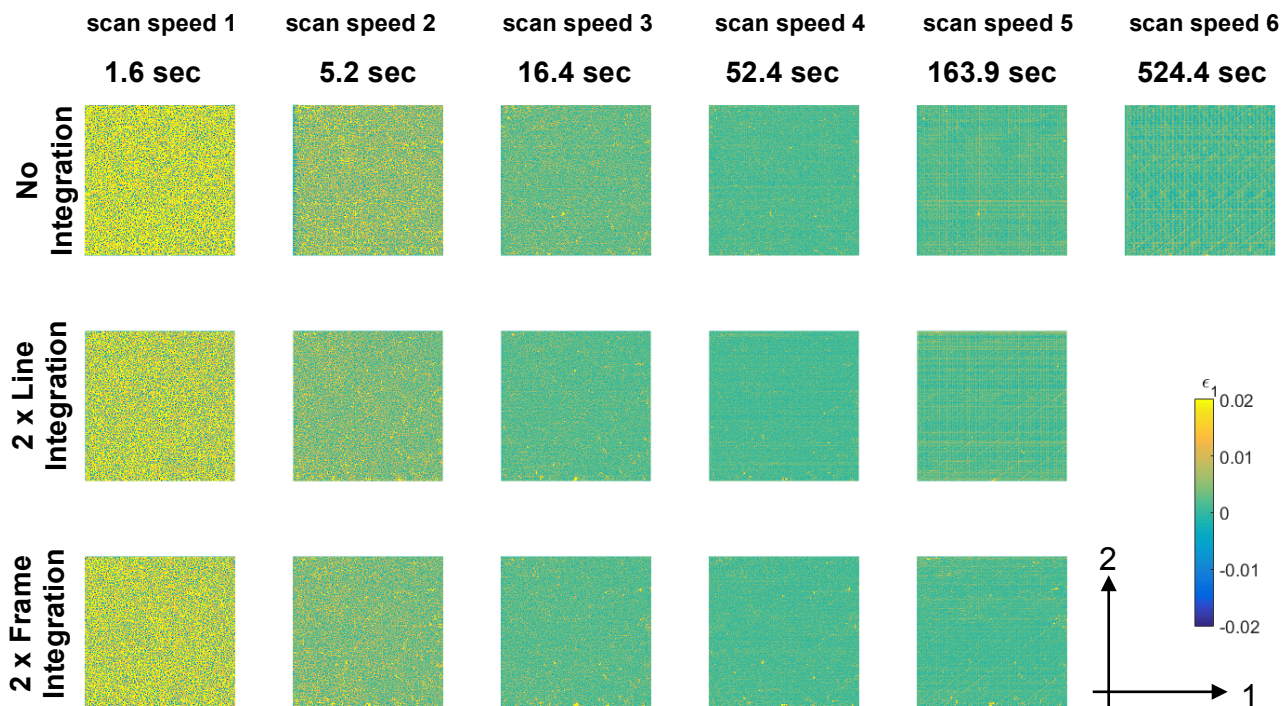 scan speed 1 scan speed 2 scan speed 3 scan speed 4 scan speed 5 scan speed 6
1.6 sec 5.2 sec 16.4 sec 52.4 sec 163.9 sec 524.4 sec
No
Integration
2 x Line
Integration
2 x Frame
Integration
ϵ1
0.02
0.01
0
-0.01
-0.02
2
1